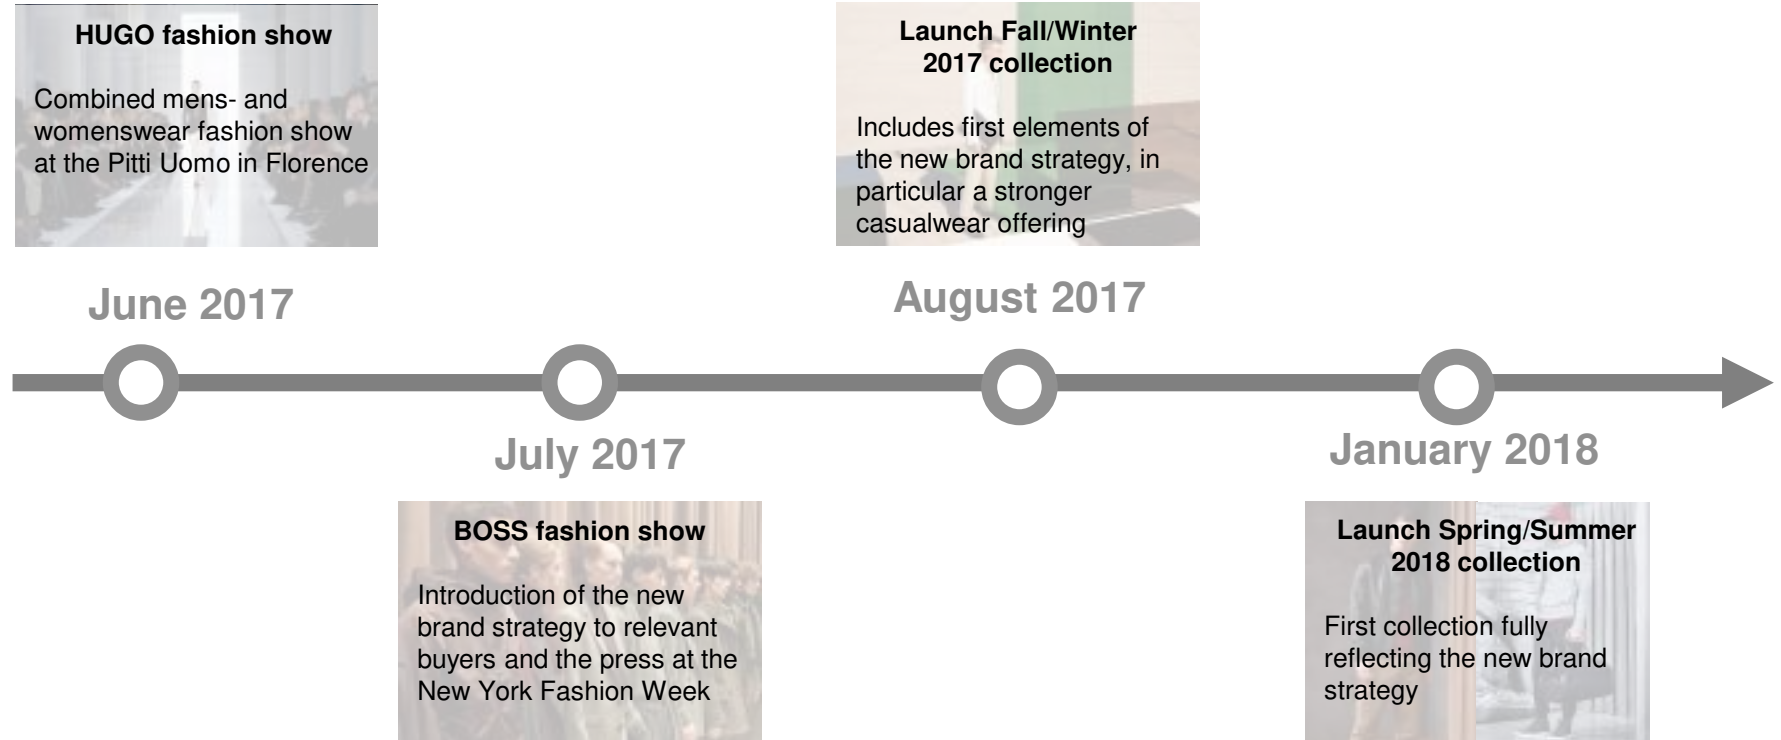 HUGO fashion show
Combined mens- and
womenswear fashion show
at the Pitti Uomo in Florence
June 2017
July 2017
BOSS fashion show
Introduction of the new
brand strategy to relevant
buyers and the press at the
New York Fashion Week
Launch Fall/Winter
2017 collection
Includes first elements of
the new brand strategy, in
particular a stronger
casualwear offering
August 2017
January 2018
Launch Spring/Summer
2018 collection
First collection fully
reflecting the new brand
strategy